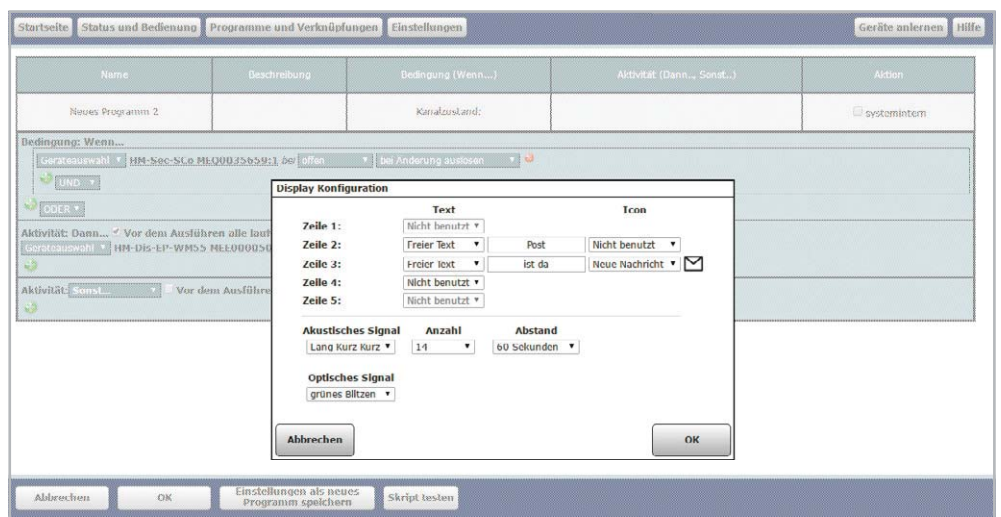 Startseite Status und Bedienung Programme und Verknüpfungen Einstellungen Geräte anlernen Hilfe
Name Beschreibung Bedingung (Wenn...) Aktivität (Dann.., Sonst..) Aktion
Neues Programm 2 Kanalzustand: systemintern
Bedingung: Wenn...
Geräteauswahl HM-Sec-SCo MEQ0035659:1 bei offen bei Änderung auslösen
UND
ODER
Aktivität: Dann... Vor dem Ausführen alle lauf
Geräteauswahl HM-Dis-EP-WM55 MEE000050
Aktivität: Sonst... Vor dem Ausführe
Display Konfiguration
Text Icon
Zeile 1: Nicht benutzt
Zeile 2: Freier Text Post Nicht benutzt
Zeile 3: Freier Text ist da Neue Nachricht
Zeile 4: Nicht benutzt
Zeile 5: Nicht benutzt
Akustisches Signal Anzahl Abstand
Lang Kurz Kurz 14 60 Sekunden
Optisches Signal
grünes Blitzen
Abbrechen OK
Abbrechen OK Einstellungen als neues Programm speichern Skript testen